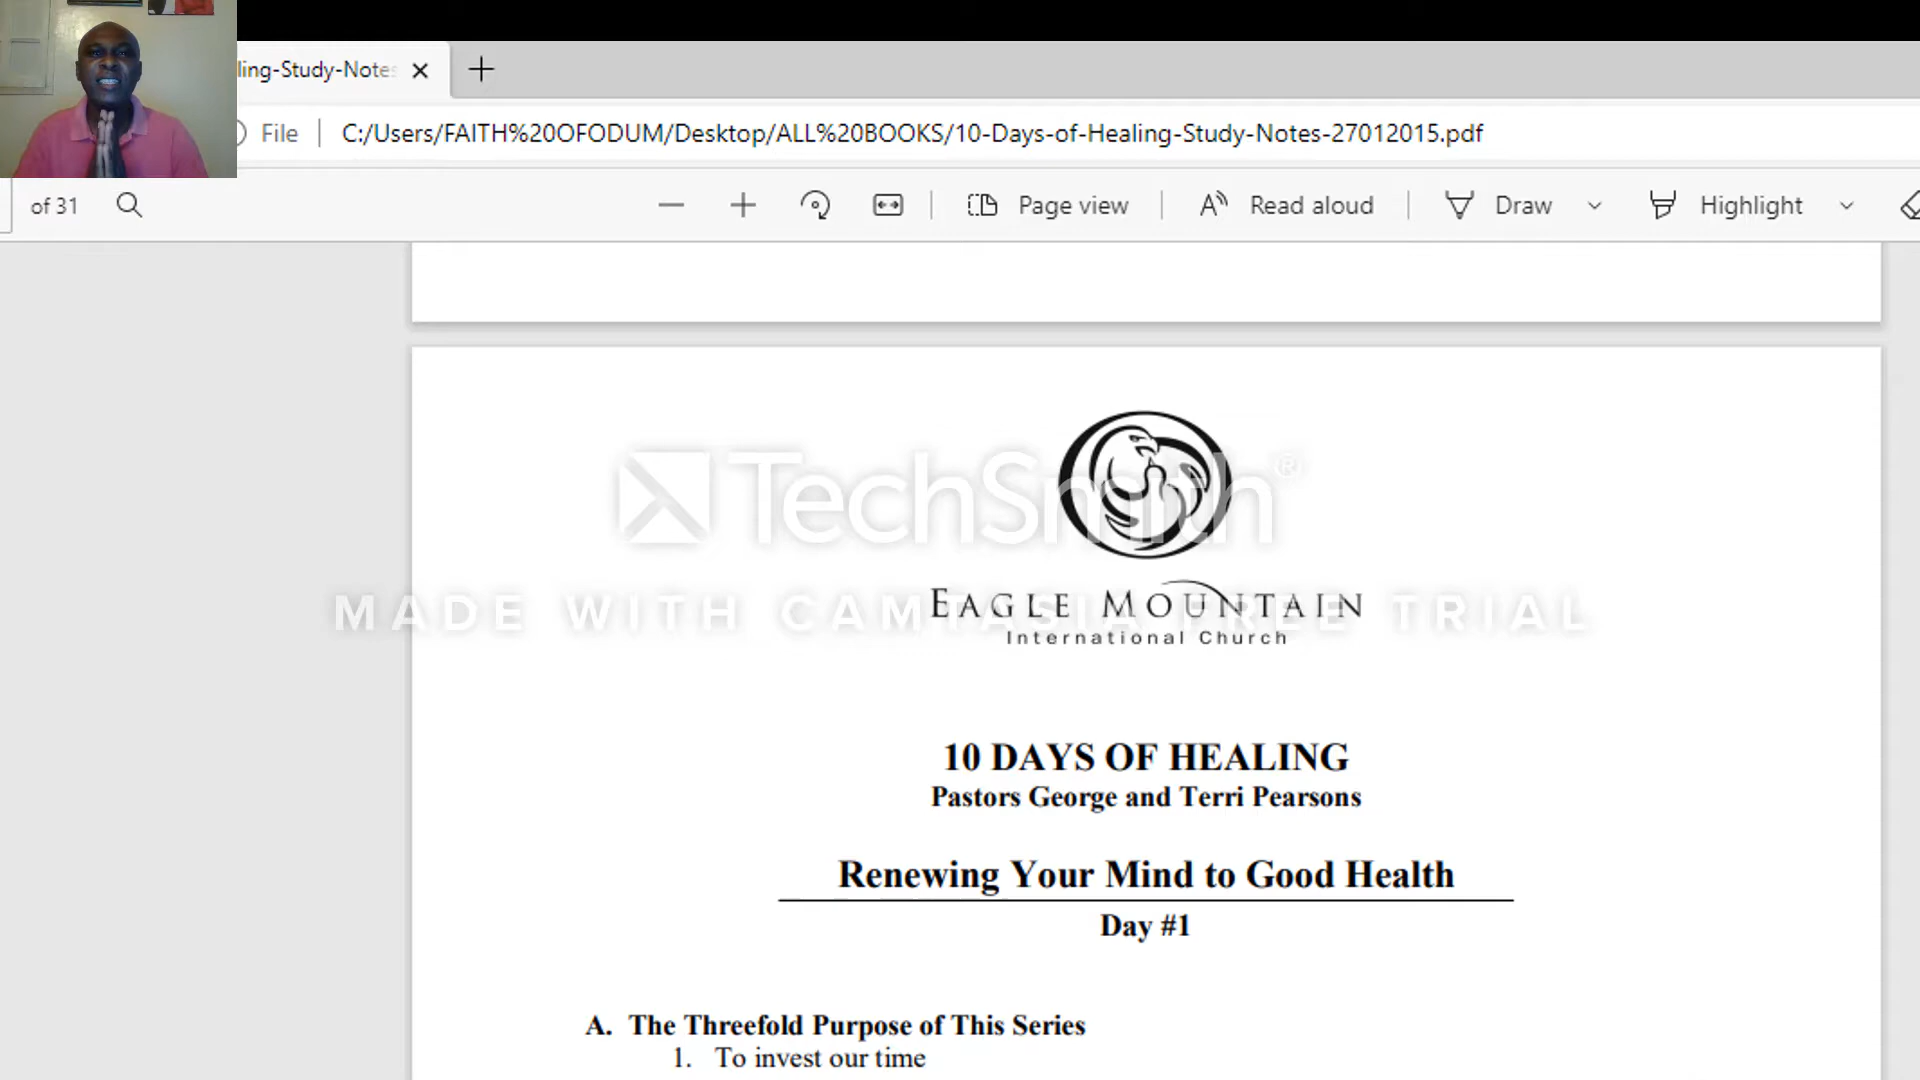 ling-Study-Notes
File
C:/Users/FAITH%20OFODUM/Desktop/ALL%20BOOKS/10-Days-of-Healing-Study-Notes-27012015.pdf
of 31
Page view
Read aloud
Draw
Highlight
TechSmith®
EAGLE MOUNTAIN
MADE WITH CAMTASIA FREE TRIAL
International Church
10 DAYS OF HEALING
Pastors George and Terri Pearsons
Renewing Your Mind to Good Health
Day #1
A. The Threefold Purpose of This Series
1. To invest our time